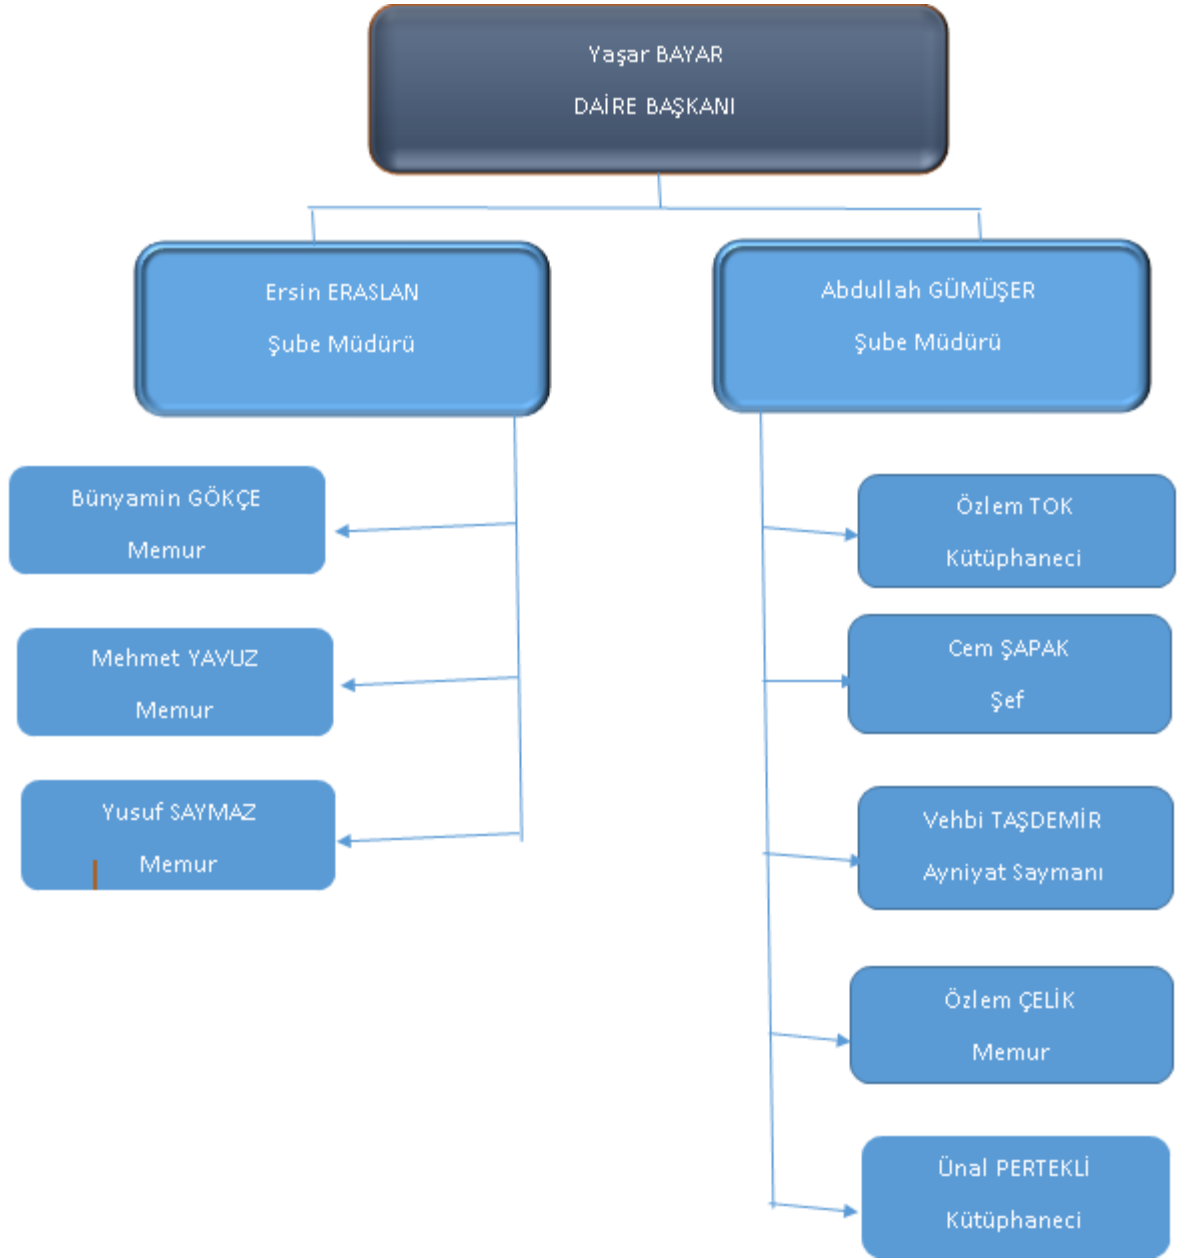 Yaşar BAYAR
DAİRE BAŞKANI
Ersin ERASLAN
Şube Müdürü
Abdullah GÜMÜŞER
Şube Müdürü
Bünyamin GÖKÇE
Memur
Mehmet YAVUZ
Memur
Yusuf SAYMAZ
Memur
Özlem TOK
Kütüphaneci
Cem ŞAPAK
Şef
Vehbi TAŞDEMİR
Ayniyat Saymanı
Özlem ÇELİK
Memur
Ünal PERTEKLİ
Kütüphaneci